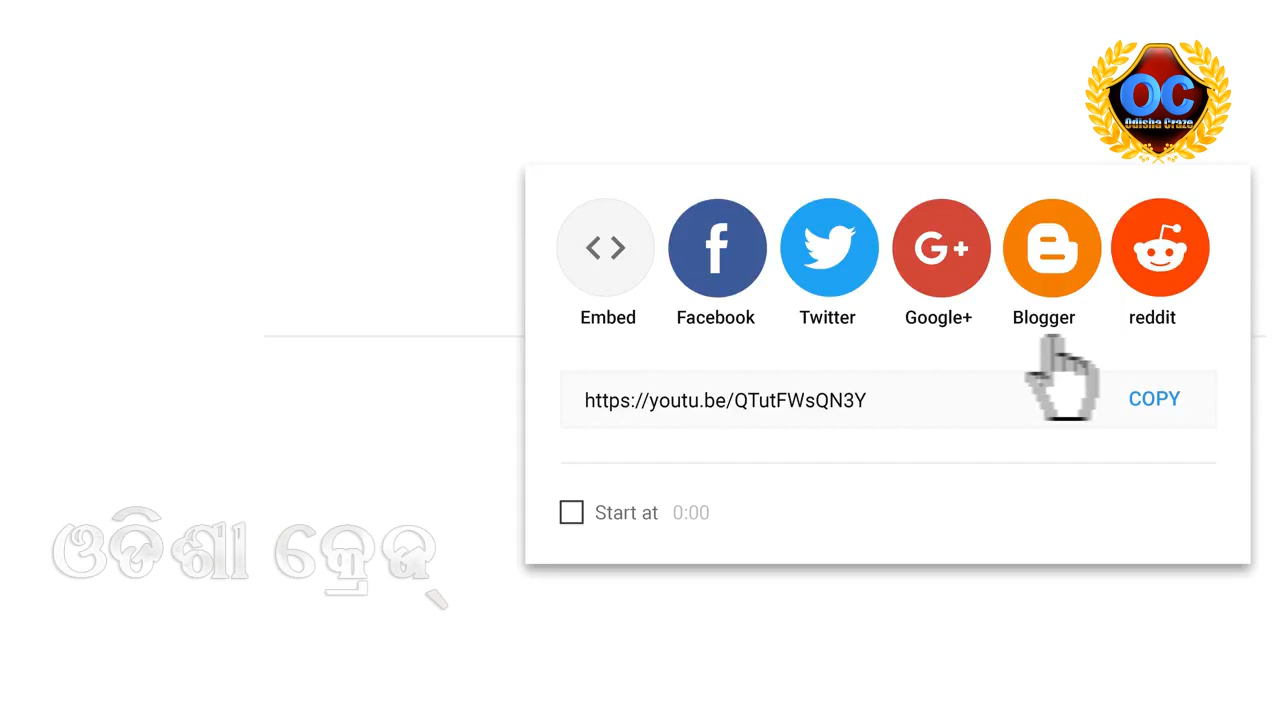 OC
Odisha Craze
Embed Facebook Twitter Google+ Blogger reddit
https://youtu.be/QTutFWsQN3Y COPY
Start at 0:00
ଓଡିଶା କ୍ରେଜ୍